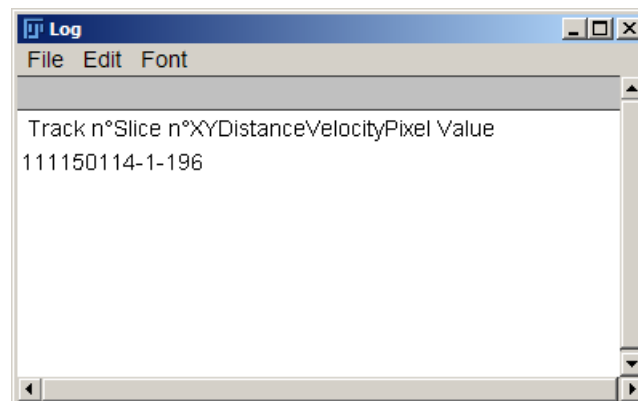 Log
File Edit Font
Track n°Slice n°XYDistanceVelocityPixel Value
111150114-1-196